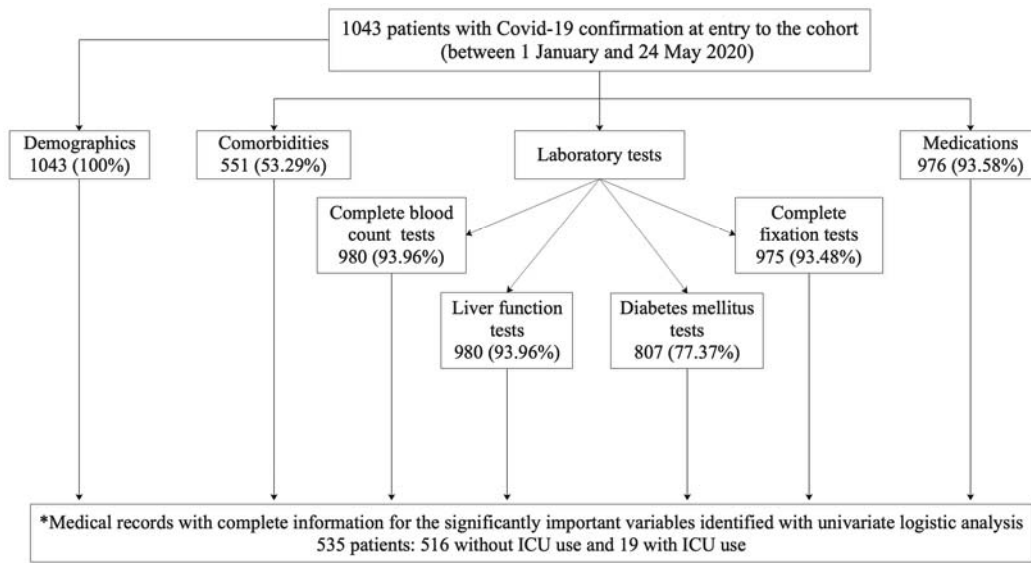 1043 patients with Covid-19 confirmation at entry to the cohort
(between 1 January and 24 May 2020)
Demographics
1043 (100%)
Comorbidities
551 (53.29%)
Laboratory tests
Medications
976 (93.58%)
Complete blood
count tests
980 (93.96%)
Complete
fixation tests
975 (93.48%)
Liver function
tests
980 (93.96%)
Diabetes mellitus
tests
807 (77.37%)
*Medical records with complete information for the significantly important variables identified with univariate logistic analysis
535 patients: 516 without ICU use and 19 with ICU use